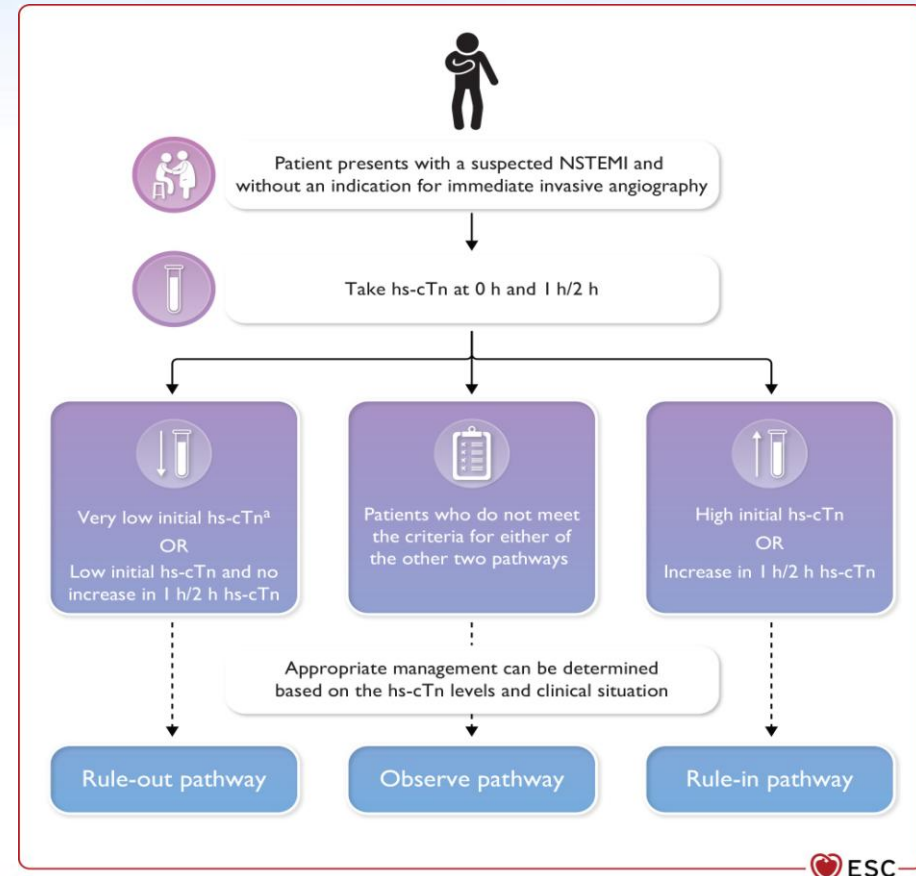 Patient presents with a suspected NSTEMI and
without an indication for immediate invasive angiography
Take hs-cTn at 0 h and 1 h/2 h
Very low initial hs-cTnᵃ
OR
Low initial hs-cTn and no
increase in 1 h/2 h hs-cTn
Patients who do not meet
the criteria for either of
the other two pathways
High initial hs-cTn
OR
Increase in 1 h/2 h hs-cTn
Appropriate management can be determined
based on the hs-cTn levels and clinical situation
Rule-out pathway
Observe pathway
Rule-in pathway
ESC